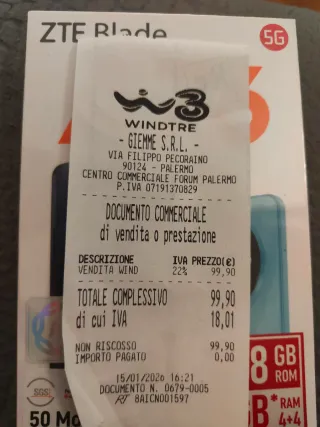 ZTE Blade
5G
W3
WINDTRE
- GIEMME S.R.L. -
VIA FILIPPO PECORAINO
90124 - PALERMO
CENTRO COMMERCIALE FORUM PALERMO
P.IVA 07191370829
DOCUMENTO COMMERCIALE
di vendita o prestazione
DESCRIZIONE IVA PREZZO(€)
VENDITA WIND 22% 99,90
TOTALE COMPLESSIVO 99,90
di cui IVA 18,01
NON RISCOSSO 99,90
IMPORTO PAGATO 0,00
15/01/2026 16:21
DOCUMENTO N. 0679-0005
RT 8AICN001597
SGS
8 GB
ROM
GB* RAM
4+4
50 M